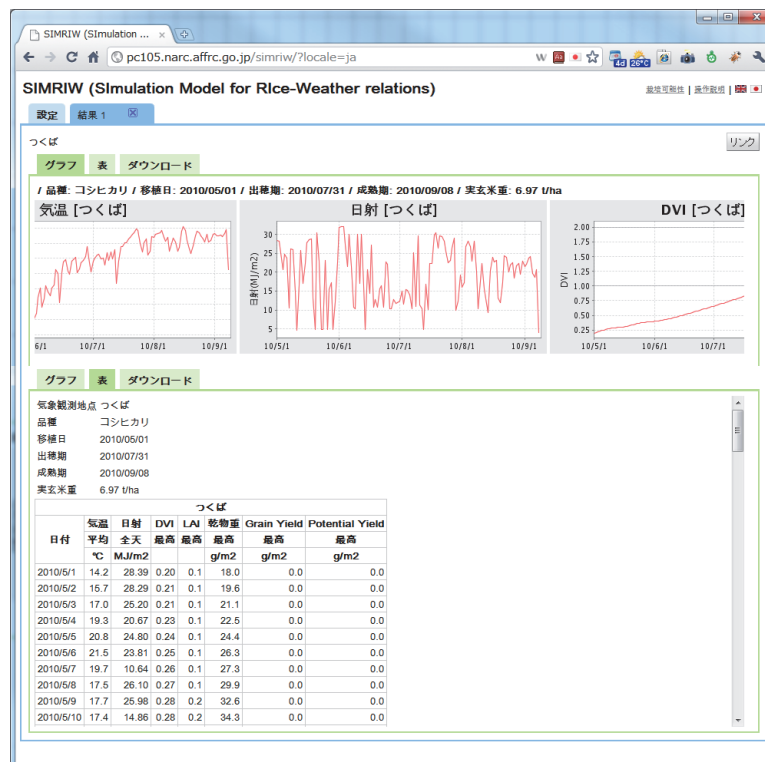 SIMRIW (SImulation ...
pc105.narc.affrc.go.jp/simriw/?locale=ja
W
4d 26°C
SIMRIW (SImulation Model for RIce-Weather relations)
栽培可能性 | 操作説明 |
設定 結果 1
つくば
リンク
グラフ 表 ダウンロード
/ 品種: コシヒカリ / 移植日: 2010/05/01 / 出穂期: 2010/07/31 / 成熟期: 2010/09/08 / 実玄米重: 6.97 t/ha
気温 [つくば] 日射 [つくば] DVI [つくば]
6/1 10/7/1 10/8/1 10/9/1
日射(MJ/m2)
30
25
20
15
10
5
10/5/1 10/6/1 10/7/1 10/8/1 10/9/1
DVI
2.00
1.75
1.50
1.25
1.00
0.75
0.50
0.25
10/5/1 10/6/1 10/7/1
グラフ 表 ダウンロード
気象観測地点 つくば
品種 コシヒカリ
移植日 2010/05/01
出穂期 2010/07/31
成熟期 2010/09/08
実玄米重 6.97 t/ha
つくば
日付 気温 日射 DVI LAI 乾物重 Grain Yield Potential Yield
平均 全天 最高 最高 最高 最高 最高
°C MJ/m2 g/m2 g/m2 g/m2
2010/5/1 14.2 28.39 0.20 0.1 18.0 0.0 0.0
2010/5/2 15.7 28.29 0.21 0.1 19.6 0.0 0.0
2010/5/3 17.0 25.20 0.21 0.1 21.1 0.0 0.0
2010/5/4 19.3 20.67 0.23 0.1 22.5 0.0 0.0
2010/5/5 20.8 24.80 0.24 0.1 24.4 0.0 0.0
2010/5/6 21.5 23.81 0.25 0.1 26.3 0.0 0.0
2010/5/7 19.7 10.64 0.26 0.1 27.3 0.0 0.0
2010/5/8 17.5 26.10 0.27 0.1 29.9 0.0 0.0
2010/5/9 17.7 25.98 0.28 0.2 32.6 0.0 0.0
2010/5/10 17.4 14.86 0.28 0.2 34.3 0.0 0.0